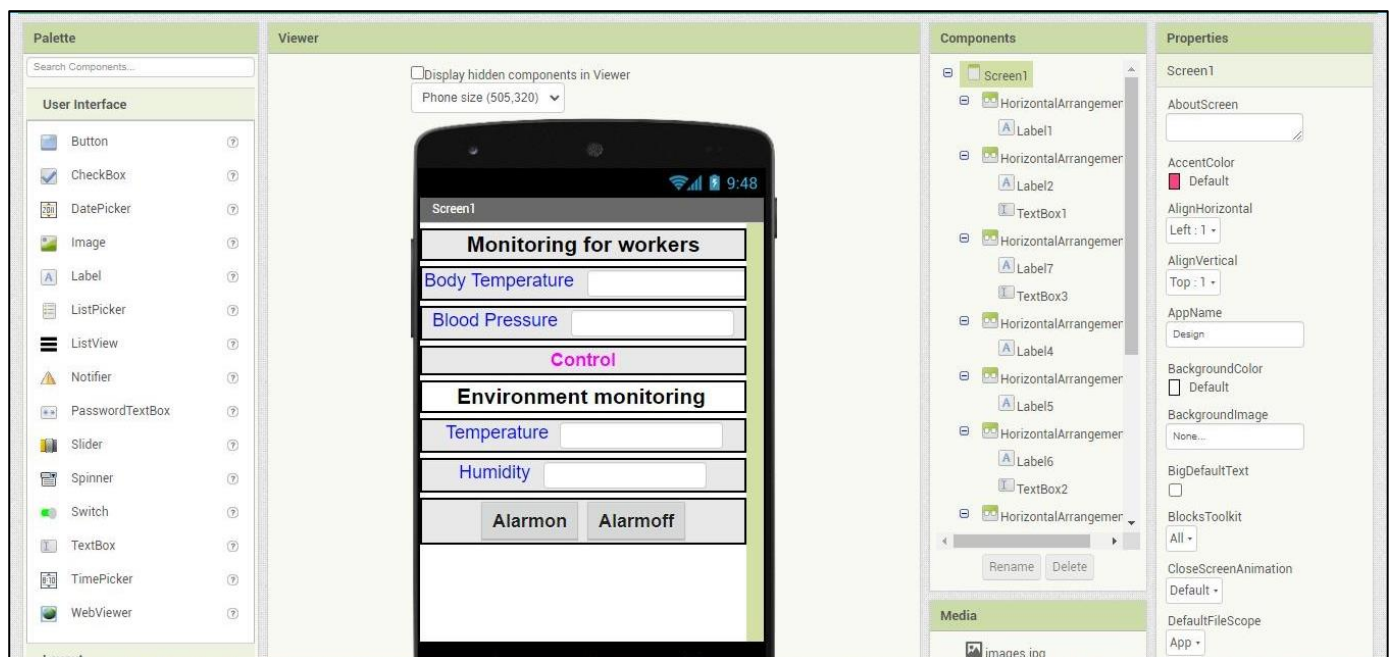 Palette
Search Components...
User Interface
Button
CheckBox
DatePicker
Image
Label
ListPicker
ListView
Notifier
PasswordTextBox
Slider
Spinner
Switch
TextBox
TimePicker
WebViewer
Viewer
Display hidden components in Viewer
Phone size (505,320)
9:48
Screen1
Monitoring for workers
Body Temperature
Blood Pressure
Control
Environment monitoring
Temperature
Humidity
Alarmon Alarmoff
Components
Screen1
HorizontalArrangemer
Label1
HorizontalArrangemer
Label2
TextBox1
HorizontalArrangemer
Label7
TextBox3
HorizontalArrangemer
Label4
HorizontalArrangemer
Label5
HorizontalArrangemer
Label6
TextBox2
HorizontalArrangemer
Rename Delete
Media
images.jpg
Properties
Screen1
AboutScreen
AccentColor
Default
AlignHorizontal
Left : 1
AlignVertical
Top : 1
AppName
Design
BackgroundColor
Default
BackgroundImage
None...
BigDefaultText
BlocksToolkit
All
CloseScreenAnimation
Default
DefaultFileScope
App